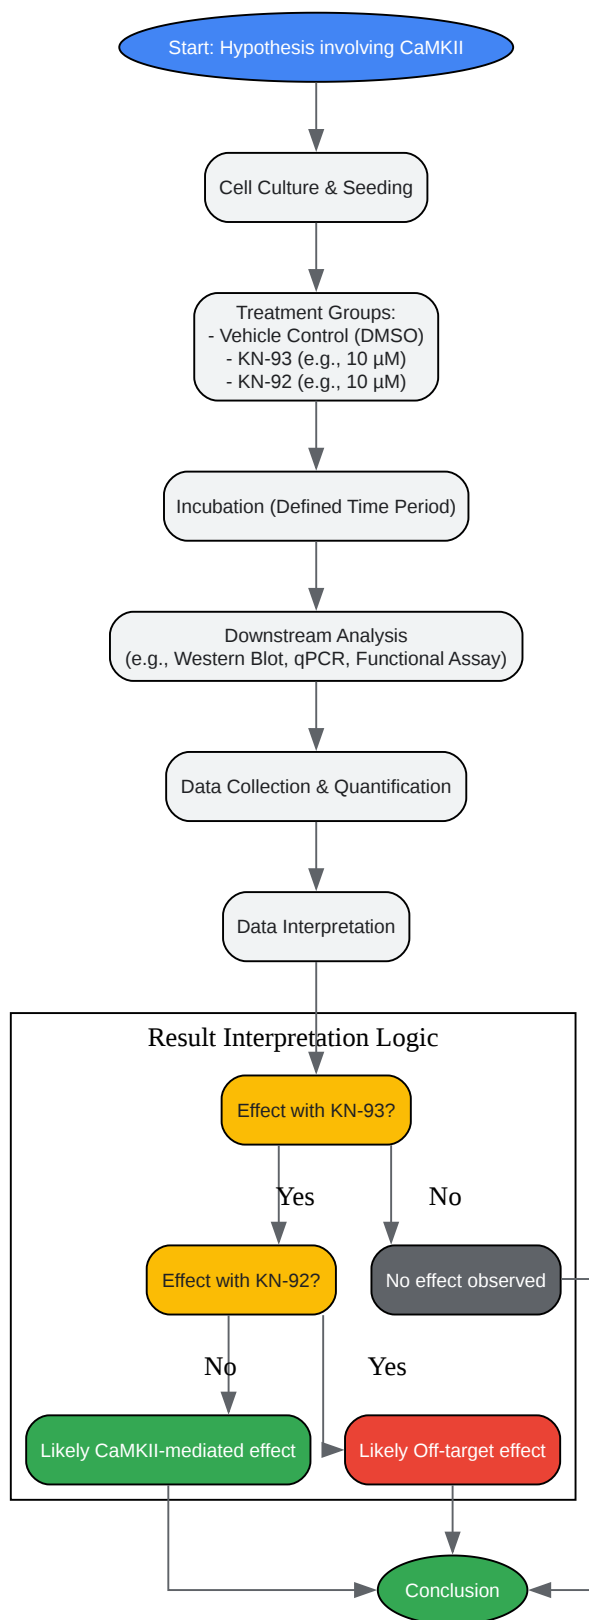 Start: Hypothesis involving CaMKII
Cell Culture & Seeding
Treatment Groups:
- Vehicle Control (DMSO)
- KN-93 (e.g., 10 µM)
- KN-92 (e.g., 10 µM)
Incubation (Defined Time Period)
Downstream Analysis
(e.g., Western Blot, qPCR, Functional Assay)
Data Collection & Quantification
Data Interpretation
Result Interpretation Logic
Effect with KN-93?
Yes
No
Effect with KN-92?
No effect observed
No
Yes
Likely CaMKII-mediated effect
Likely Off-target effect
Conclusion